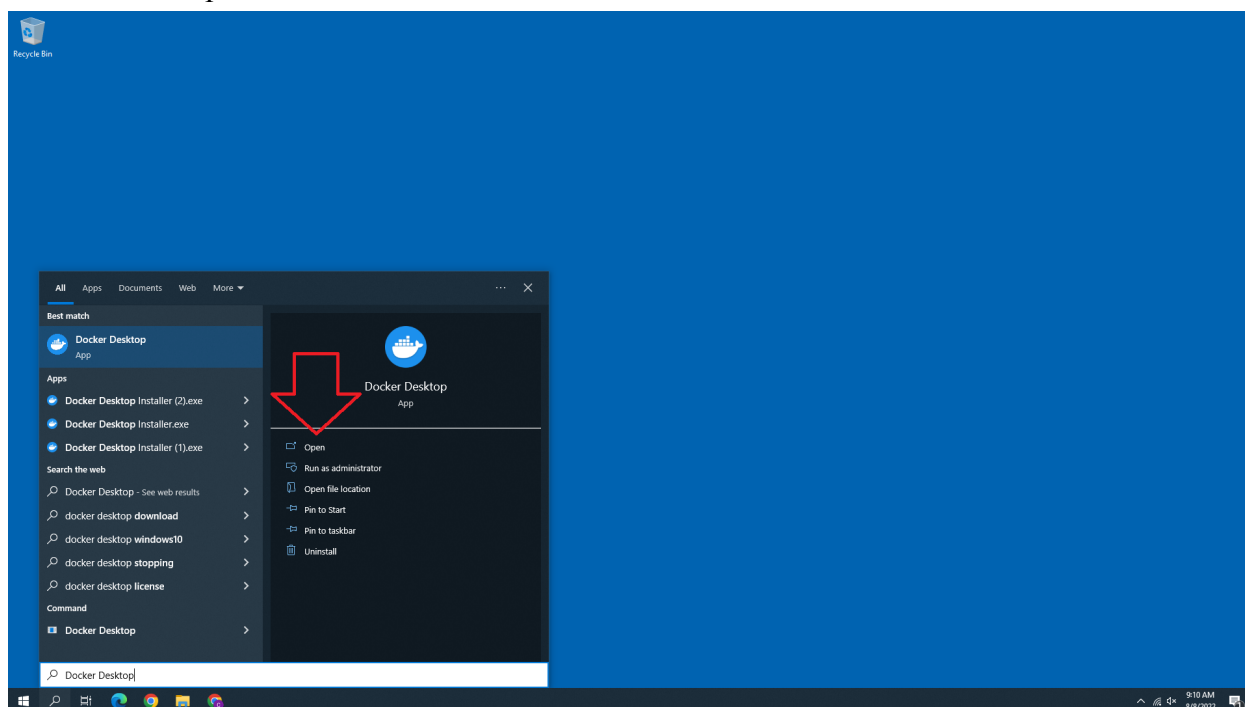 Recycle Bin
All Apps Documents Web More
Best match
Docker Desktop
App
Apps
Docker Desktop Installer (2).exe
Docker Desktop Installer.exe
Docker Desktop Installer (1).exe
Search the web
Docker Desktop - See web results
docker desktop download
docker desktop windows10
docker desktop stopping
docker desktop license
Command
Docker Desktop
Docker Desktop
App
Open
Run as administrator
Open file location
Pin to Start
Pin to taskbar
Uninstall
Docker Desktop
9:10 AM